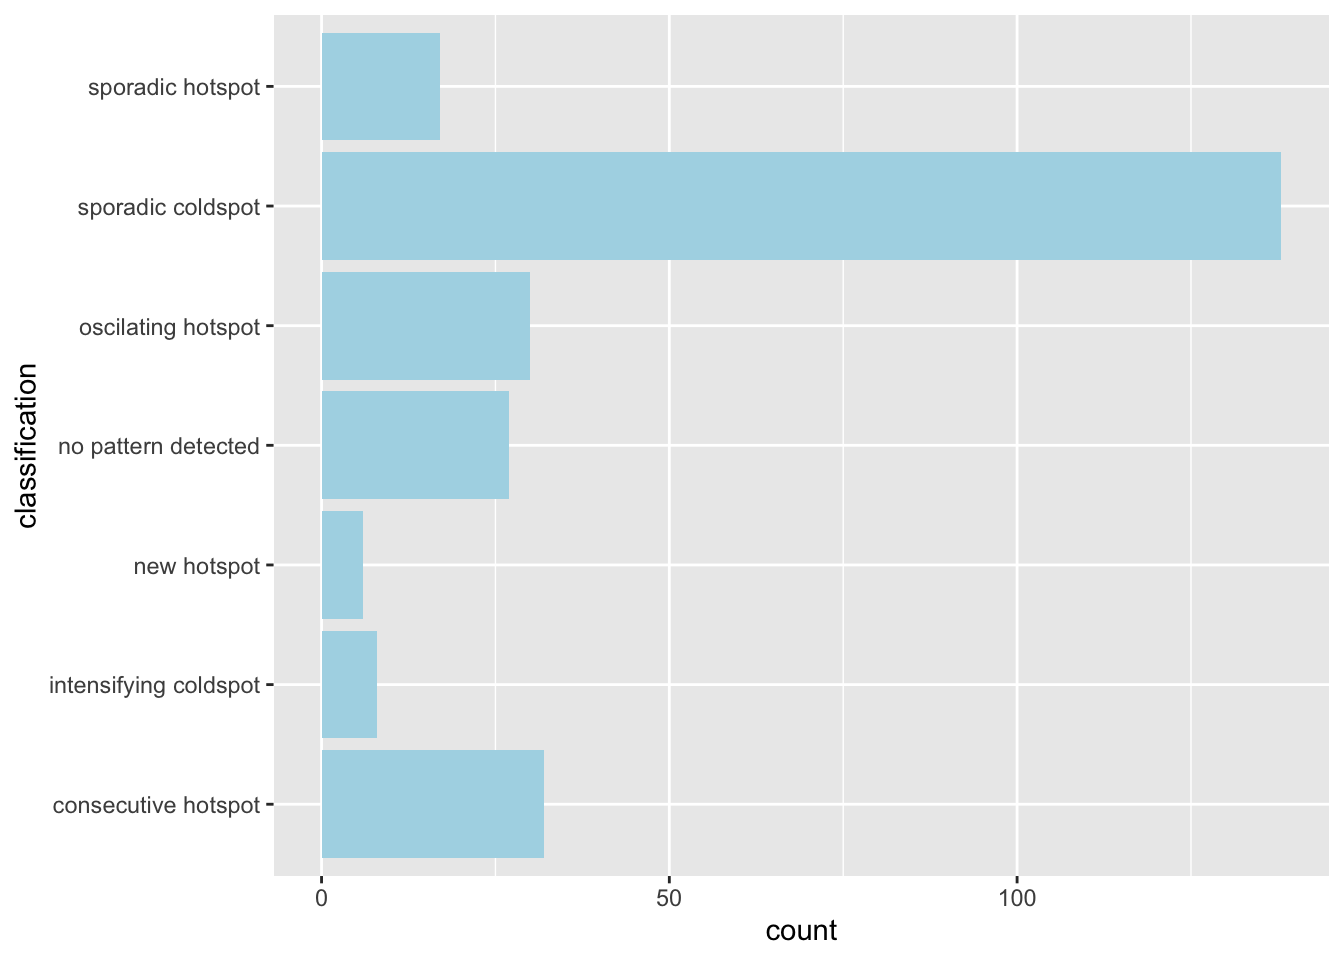 sporadic hotspot
sporadic coldspot
oscilating hotspot
no pattern detected
new hotspot
intensifying coldspot
consecutive hotspot
classification
0 50 100
count